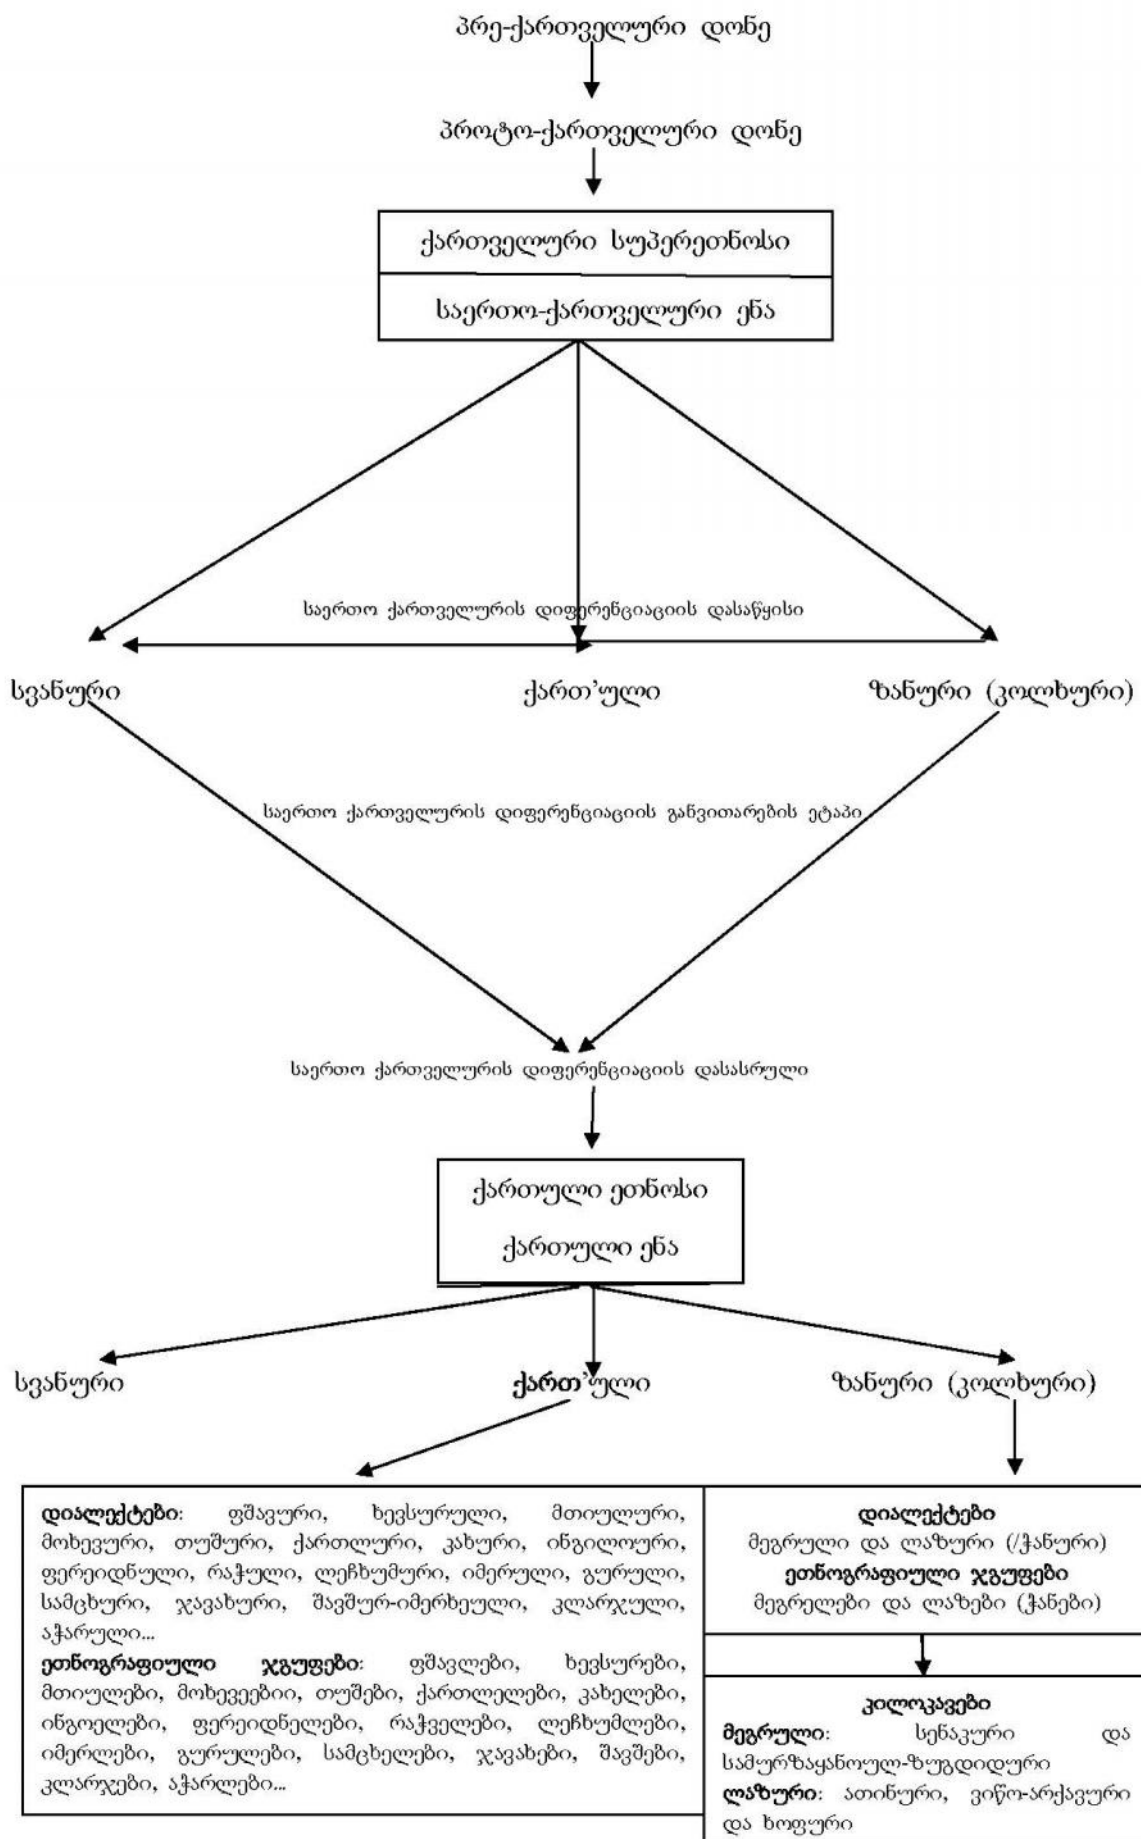 პრე-ქართველური დონე
პროტო-ქართველური დონე
ქართველური სუპერეთნოსი
საერთო-ქართველური ენა
საერთო ქართველურის დიფერენციაციის დასაწყისი
სვანური
ქართ’ული
ზანური (კოლხური)
საერთო ქართველურის დიფერენციაციის განვითარების ეტაპი
საერთო ქართველურის დიფერენციაციის დასასრული
ქართული ეთნოსი
ქართული ენა
სვანური
ქართ’ული
ზანური (კოლხური)
დიალექტები: ფშავური, ხევსურული, მთიულური,
მოხევური, თუშური, ქართლური, კახური, ინგილოური,
ფერეიდნული, რაჭული, ლეჩხუმური, იმერული, გურული,
სამცხური, ჯავახური, შავშურ-იმერხეული, კლარჯული,
აჭარული...
ეთნოგრაფიული ჯგუფები: ფშავლები, ხევსურები,
მთიულები, მოხევეებიი, თუშები, ქართლელები, კახელები,
ინგოელები, ფერეიდნელები, რაჭველები, ლეჩხუმლები,
იმერლები, გურულები, სამცხელები, ჯავახები, შავშები,
კლარჯები, აჭარლები...
დიალექტები
მეგრული და ლაზური (/ჭანური)
ეთნოგრაფიული ჯგუფები
მეგრელები და ლაზები (ჭანები)
კილოკავები
მეგრული: სენაკური და
სამურზაყანოულ-ზუგდიდური
ლაზური: ათინური, ვიწო-არქავური
და ხოფური